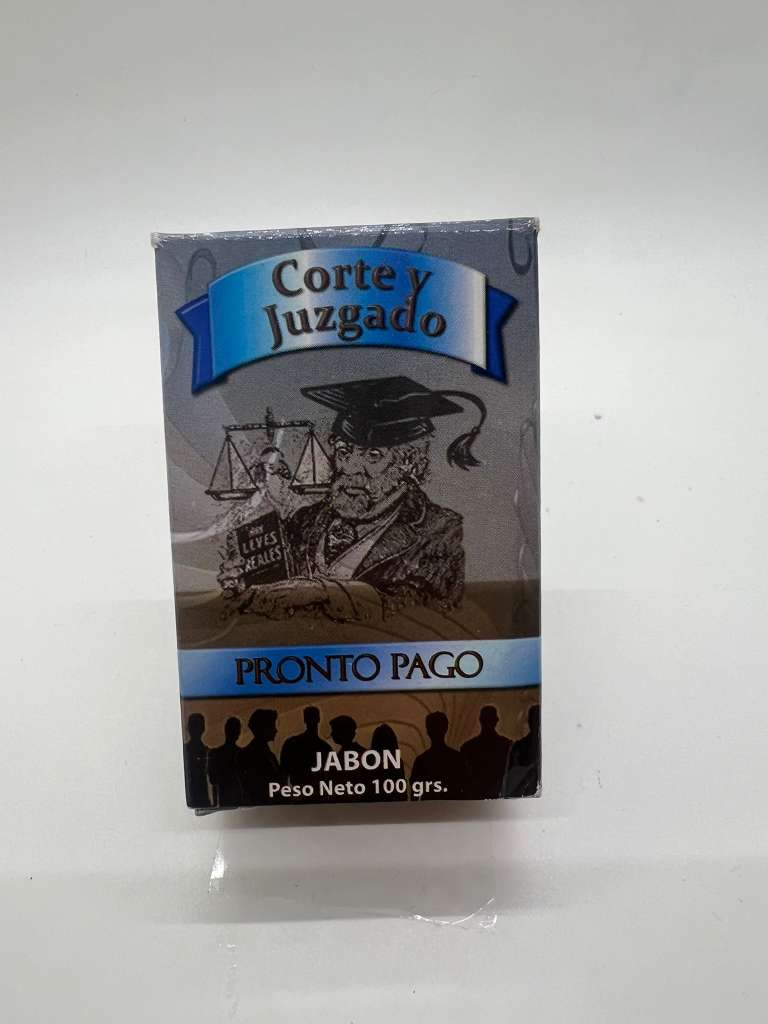 Corte y
Juzgado
LEYES
REALES
PRONTO PAGO
JABON
Peso Neto 100 grs.